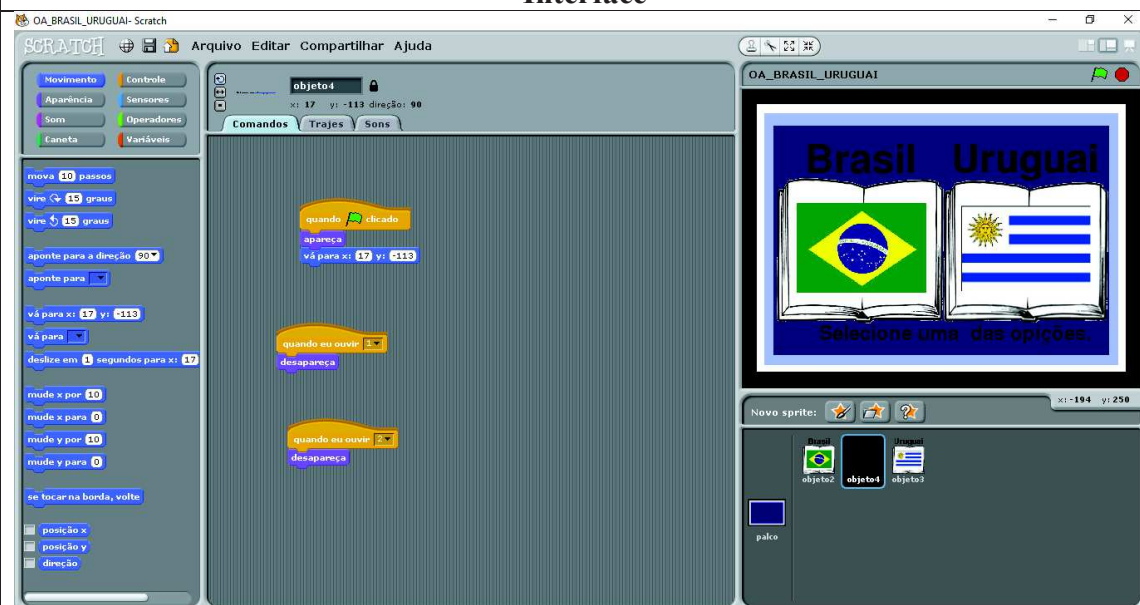 Interface
OA_BRASIL_URUGUAI- Scratch
SCRATCH Arquivo Editar Compartilhar Ajuda
Movimento Controle
Aparência Sensores
Som Operadores
Caneta Variáveis
mova 10 passos
vire 15 graus
vire 15 graus
aponte para a direção 90
aponte para
vá para x: 17 y: -113
vá para
deslize em 1 segundos para x: 17
mude x por 10
mude x para 0
mude y por 10
mude y para 0
se tocar na borda, volte
posição x
posição y
direção
objeto4
x: 17 y: -113 direção: 90
Comandos Trajes Sons
quando clicado
apareça
vá para x: 17 y: -113
quando eu ouvir 1
desapareça
quando eu ouvir 2
desapareça
OA_BRASIL_URUGUAI
Brasil Uruguai
Selecione uma das opições.
x: -194 y: 250
Novo sprite:
Brasil Uruguai
objeto2 objeto4 objeto3
palco